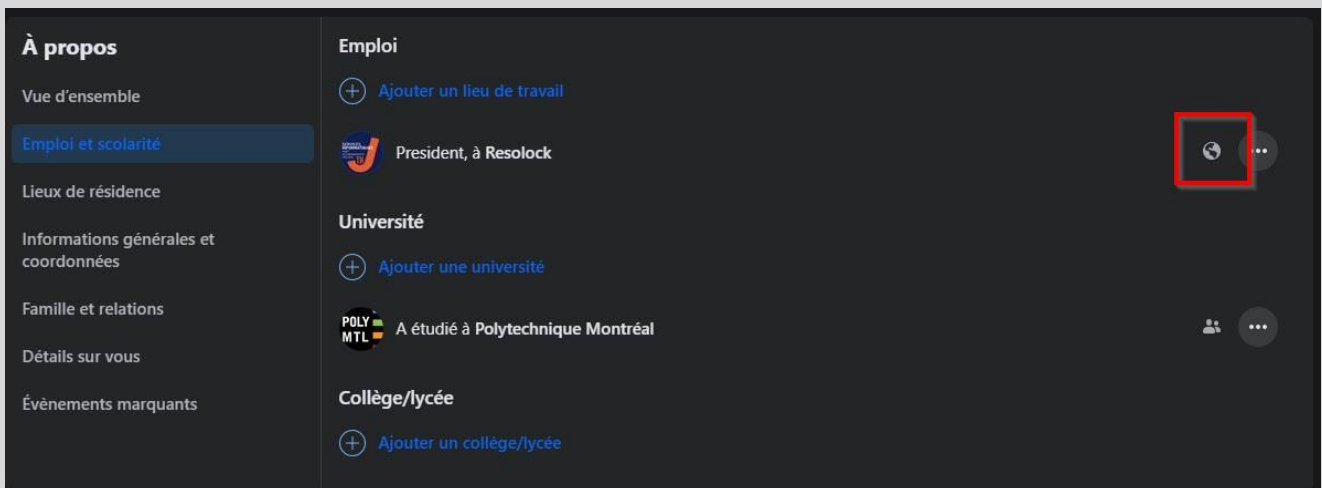 À propos
Vue d'ensemble
Emploi et scolarité
Lieux de résidence
Informations générales et
coordonnées
Famille et relations
Détails sur vous
Évènements marquants
Emploi
Ajouter un lieu de travail
President, à Resolock
Université
Ajouter une université
POLY
MTL
A étudié à Polytechnique Montréal
Collège/lycée
Ajouter un collège/lycée